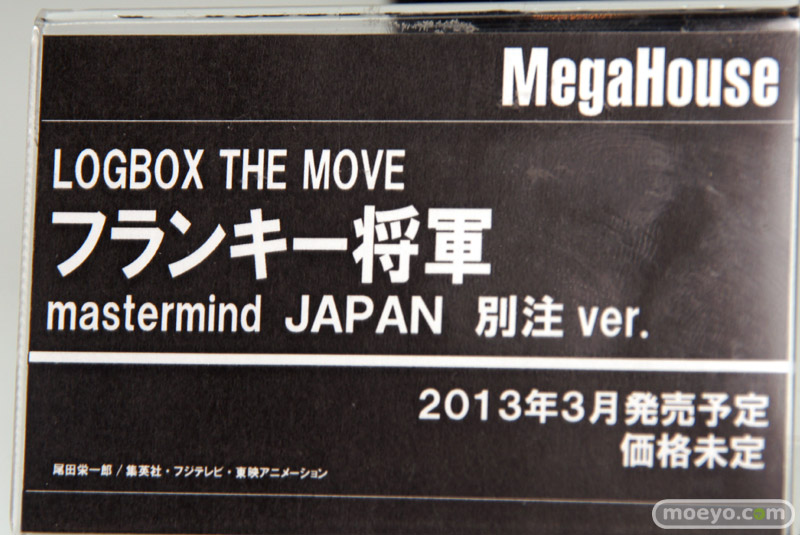 MegaHouse
LOGBOX THE MOVE
フランキー将軍
mastermind JAPAN 別注 ver.
2013年3月発売予定
価格未定
尾田栄一郎 / 集英社・フジテレビ・東映アニメーション
moeyo.com